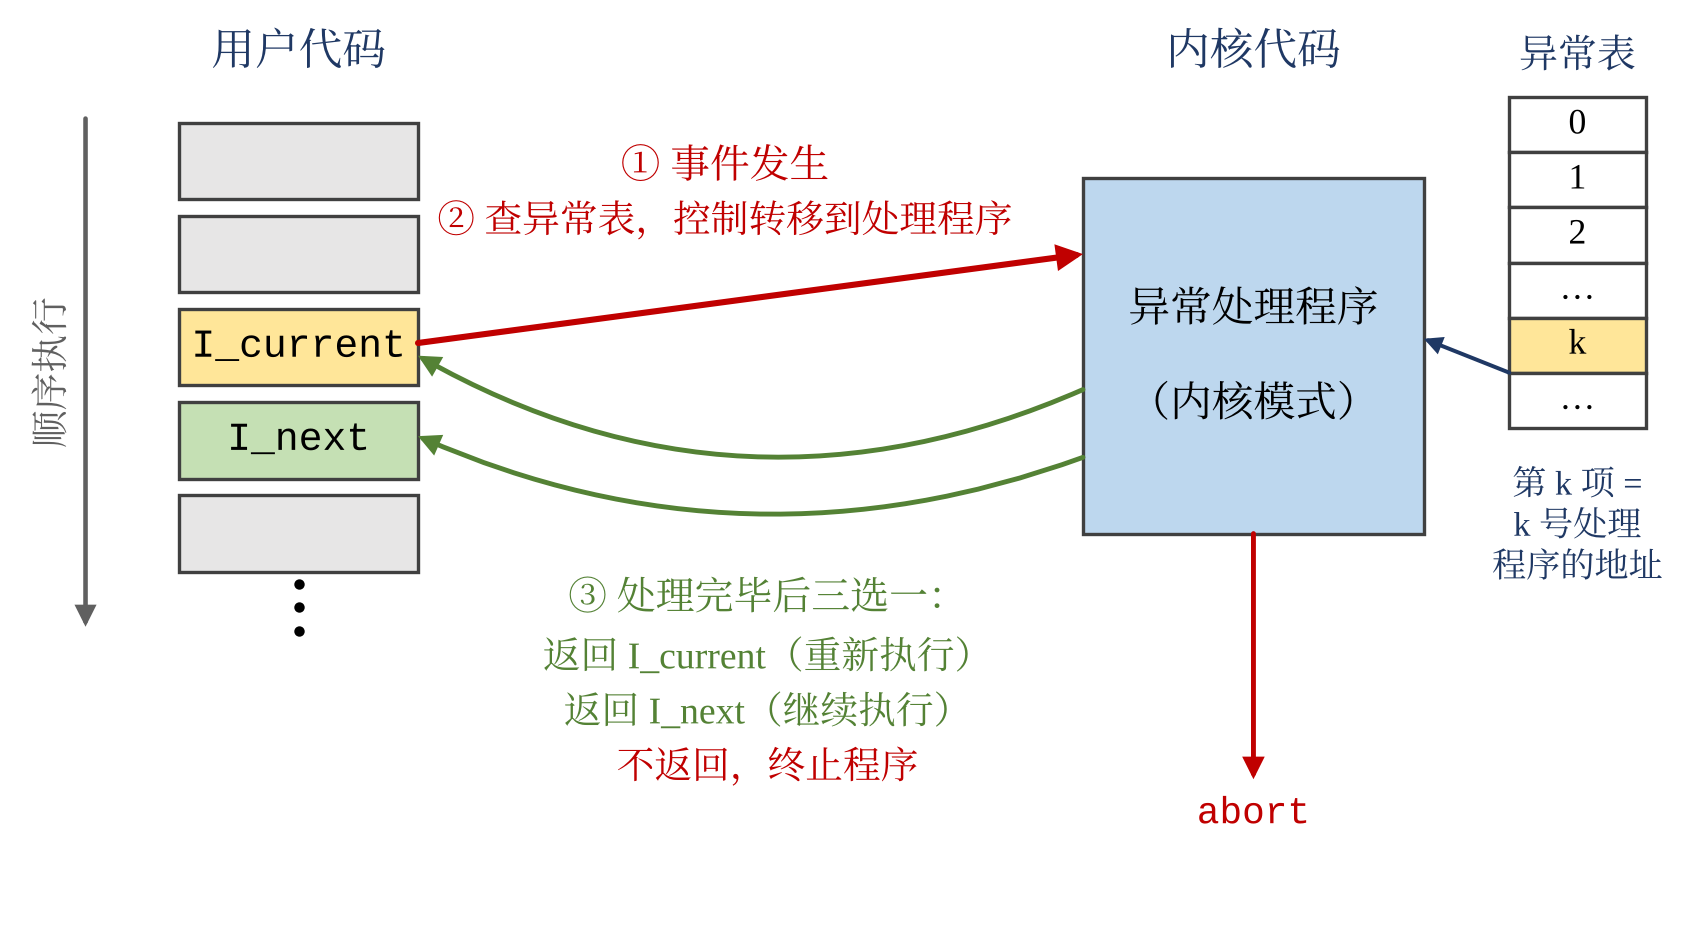 用户代码
内核代码
异常表
顺序执行
I_current
I_next
① 事件发生
② 查异常表，控制转移到处理程序
异常处理程序
（内核模式）
0
1
2
…
k
…
第 k 项 =
k 号处理
程序的地址
③ 处理完毕后三选一：
返回 I_current（重新执行）
返回 I_next（继续执行）
不返回，终止程序
abort